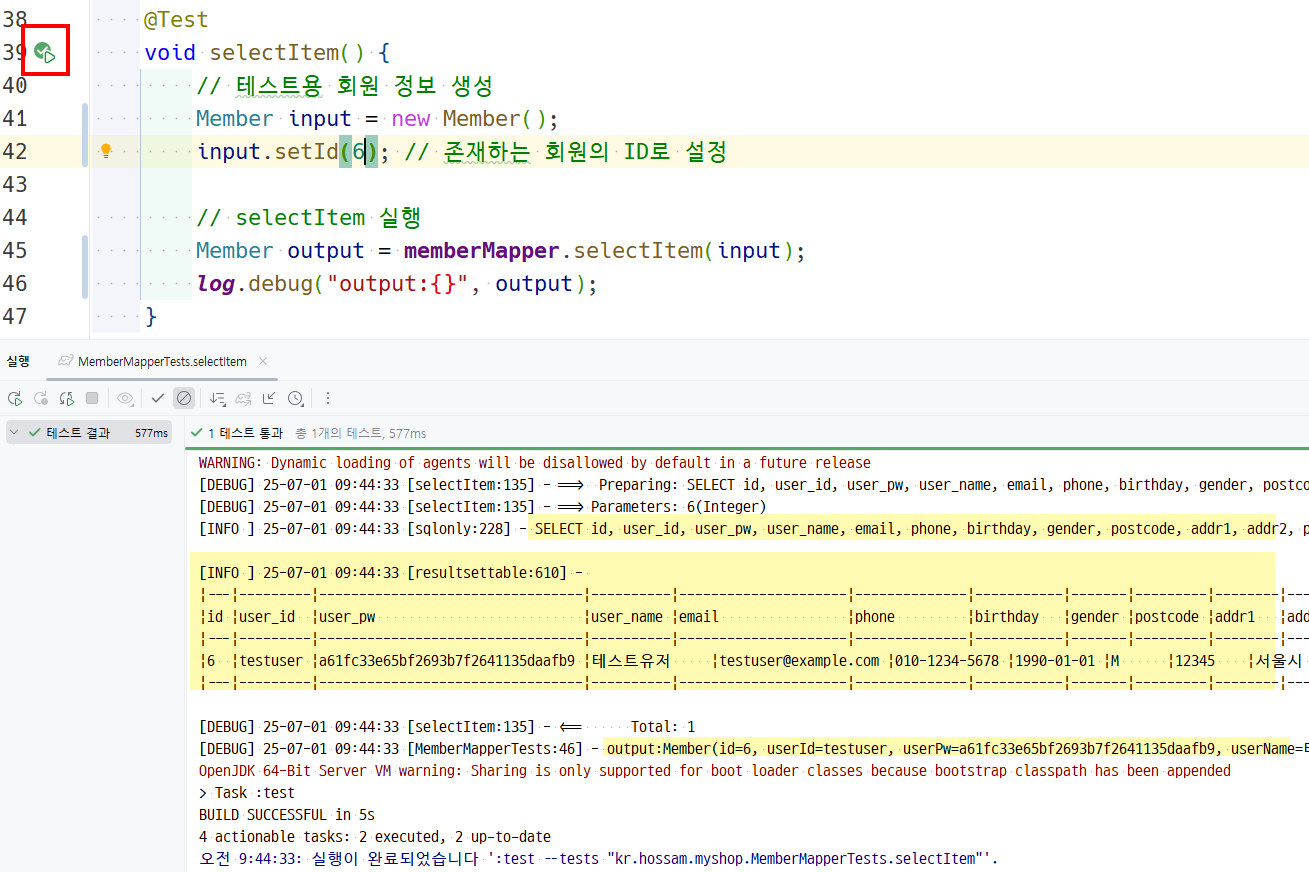 38 @Test
39 void selectItem() {
40 // 테스트용 회원 정보 생성
41 Member input = new Member();
42 input.setId(6); // 존재하는 회원의 ID로 설정
43
44 // selectItem 실행
45 Member output = memberMapper.selectItem(input);
46 log.debug("output:{}", output);
47 }
실행 MemberMapperTests.selectItem ×
테스트 결과 577ms
1 테스트 통과 총 1개의 테스트, 577ms
WARNING: Dynamic loading of agents will be disallowed by default in a future release
[DEBUG] 25-07-01 09:44:33 [selectItem:135] - ==> Preparing: SELECT id, user_id, user_pw, user_name, email, phone, birthday, gender, postco
[DEBUG] 25-07-01 09:44:33 [selectItem:135] - ==> Parameters: 6(Integer)
[INFO ] 25-07-01 09:44:33 [sqlonly:228] - SELECT id, user_id, user_pw, user_name, email, phone, birthday, gender, postcode, addr1, addr2, p
[INFO ] 25-07-01 09:44:33 [resultsettable:610] -
|---|---------|---------------------------------|----------|---------------------|--------------|-----------|-------|---------|--------|---
|id |user_id |user_pw |user_name |email |phone |birthday |gender |postcode |addr1 |add
|---|---------|---------------------------------|----------|---------------------|--------------|-----------|-------|---------|--------|---
|6 |testuser |a61fc33e65bf2693b7f2641135daafb9 |테스트유저 |testuser@example.com |010-1234-5678 |1990-01-01 |M |12345 |서울시
|---|---------|---------------------------------|----------|---------------------|--------------|-----------|-------|---------|--------|---
[DEBUG] 25-07-01 09:44:33 [selectItem:135] - <== Total: 1
[DEBUG] 25-07-01 09:44:33 [MemberMapperTests:46] - output:Member(id=6, userId=testuser, userPw=a61fc33e65bf2693b7f2641135daafb9, userName=
OpenJDK 64-Bit Server VM warning: Sharing is only supported for boot loader classes because bootstrap classpath has been appended
> Task :test
BUILD SUCCESSFUL in 5s
4 actionable tasks: 2 executed, 2 up-to-date
오전 9:44:33: 실행이 완료되었습니다 ':test --tests "kr.hossam.myshop.MemberMapperTests.selectItem"'.